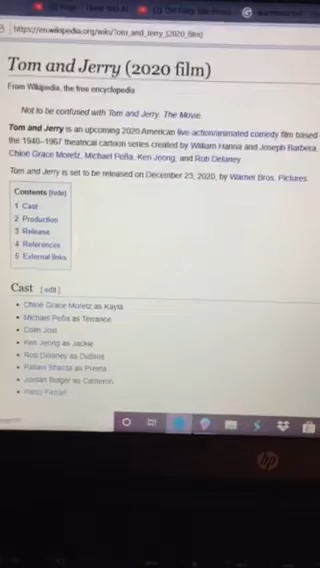 https://en.wikipedia.org/wiki/Tom_and_Jerry_(2020_film)
Tom and Jerry (2020 film)
From Wikipedia, the free encyclopedia
Not to be confused with Tom and Jerry: The Movie.
Tom and Jerry is an upcoming 2020 American live-action/animated comedy film based
the 1940–1967 theatrical cartoon series created by William Hanna and Joseph Barbera.
Chloë Grace Moretz, Michael Peña, Ken Jeong, and Rob Delaney
Tom and Jerry is set to be released on December 23, 2020, by Warner Bros. Pictures.
Contents [hide]
1 Cast
2 Production
3 Release
4 References
5 External links
Cast [ edit ]
Chloë Grace Moretz as Kayla
Michael Peña as Terrance
Colin Jost
Ken Jeong as Jackie
Rob Delaney as DuBros
Pallavi Sharda as Preeta
Jordan Bolger as Cameron
Patsy Ferran
hp